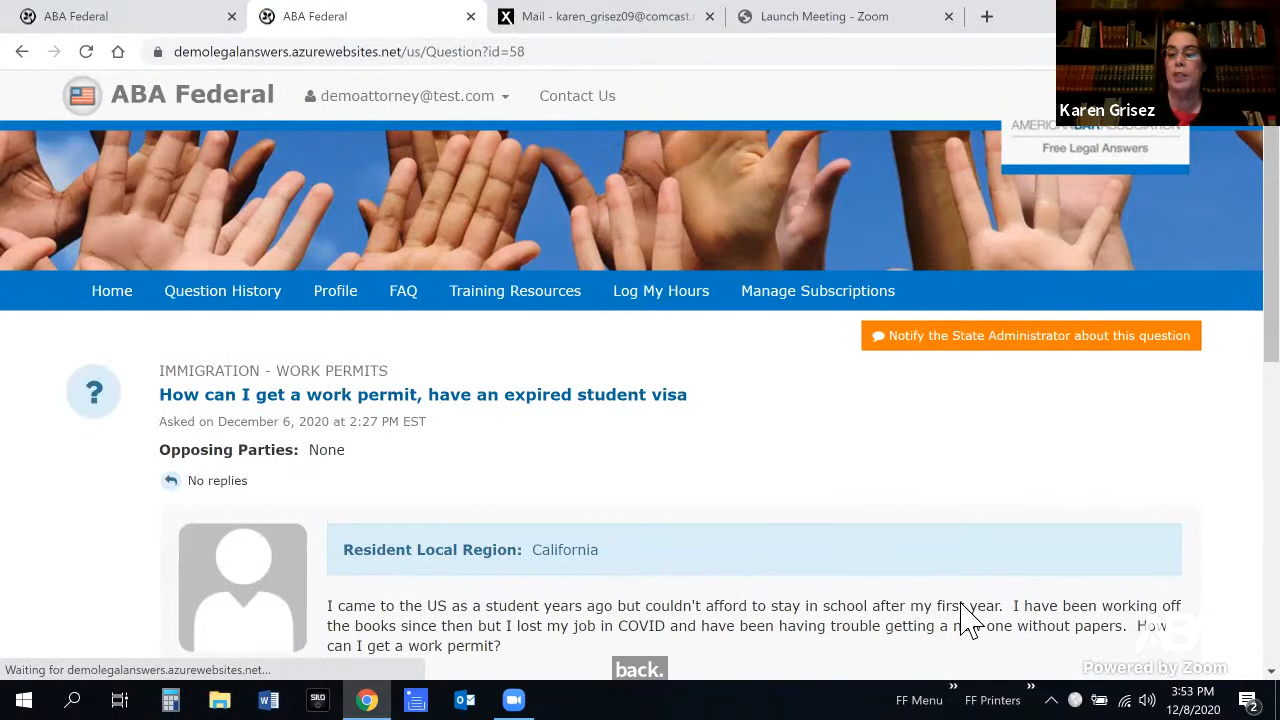 ABA Federal
ABA Federal
Mail - karen_grisez09@comcast.
Launch Meeting - Zoom
demolegalanswers.azurewebsites.net/us/Question?id=58
Karen Grisez
ABA Federal
demoattorney@test.com
Contact Us
AMERICAN BAR ASSOCIATION
Free Legal Answers
Home Question History Profile FAQ Training Resources Log My Hours Manage Subscriptions
Notify the State Administrator about this question
?
IMMIGRATION - WORK PERMITS
How can I get a work permit, have an expired student visa
Asked on December 6, 2020 at 2:27 PM EST
Opposing Parties: None
No replies
Resident Local Region: California
I came to the US as a student years ago but couldn't afford to stay in school after my first year. I have been working off
the books since then but I lost my job in COVID and have been having trouble getting a one without papers. How
can I get a work permit?
Waiting for demolegalanswers.azurewebsites.net...
back.
Powered by Zoom
FF Menu
FF Printers
3:53 PM
12/8/2020
2